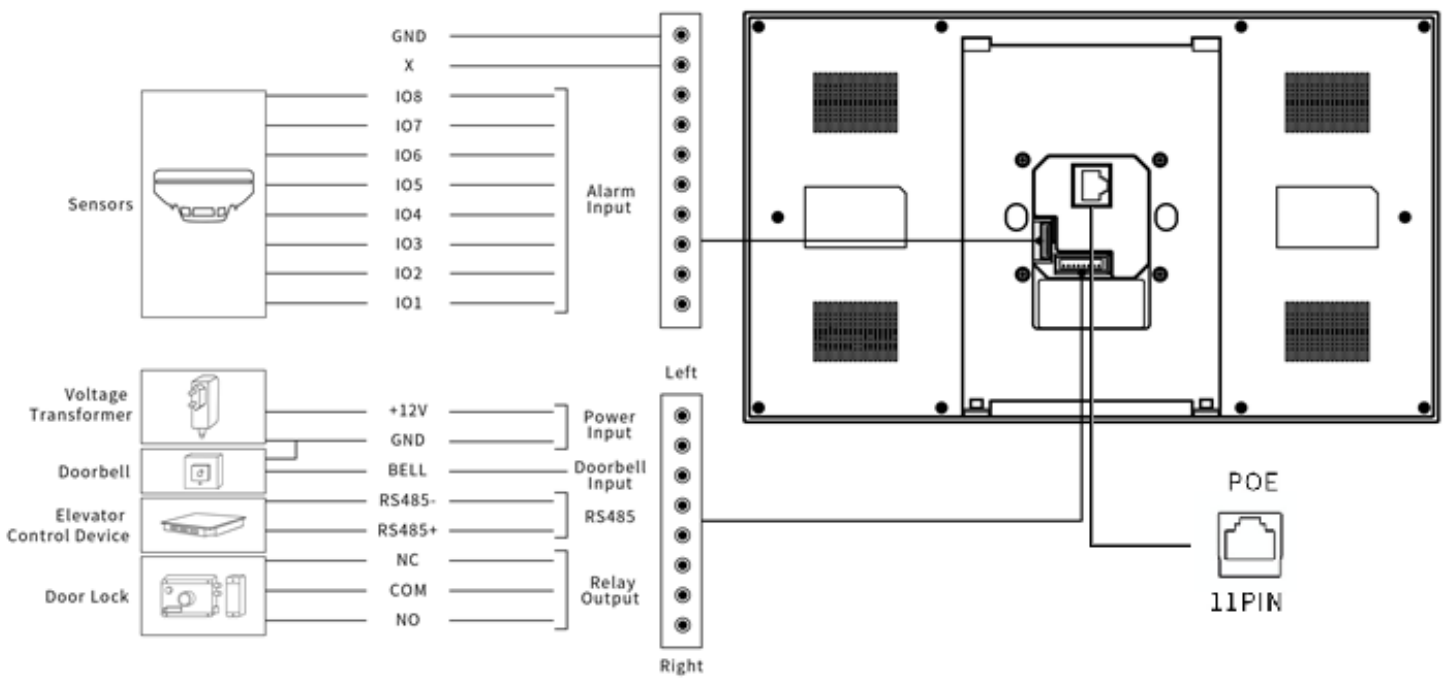 GND
X
IO8
IO7
IO6
IO5
IO4
IO3
IO2
IO1
Sensors
Alarm
Input
Left
Voltage
Transformer
+12V
GND
Power
Input
Doorbell
BELL
Doorbell
Input
Elevator
Control Device
RS485-
RS485+
RS485
Door Lock
NC
COM
NO
Relay
Output
Right
POE
11PIN